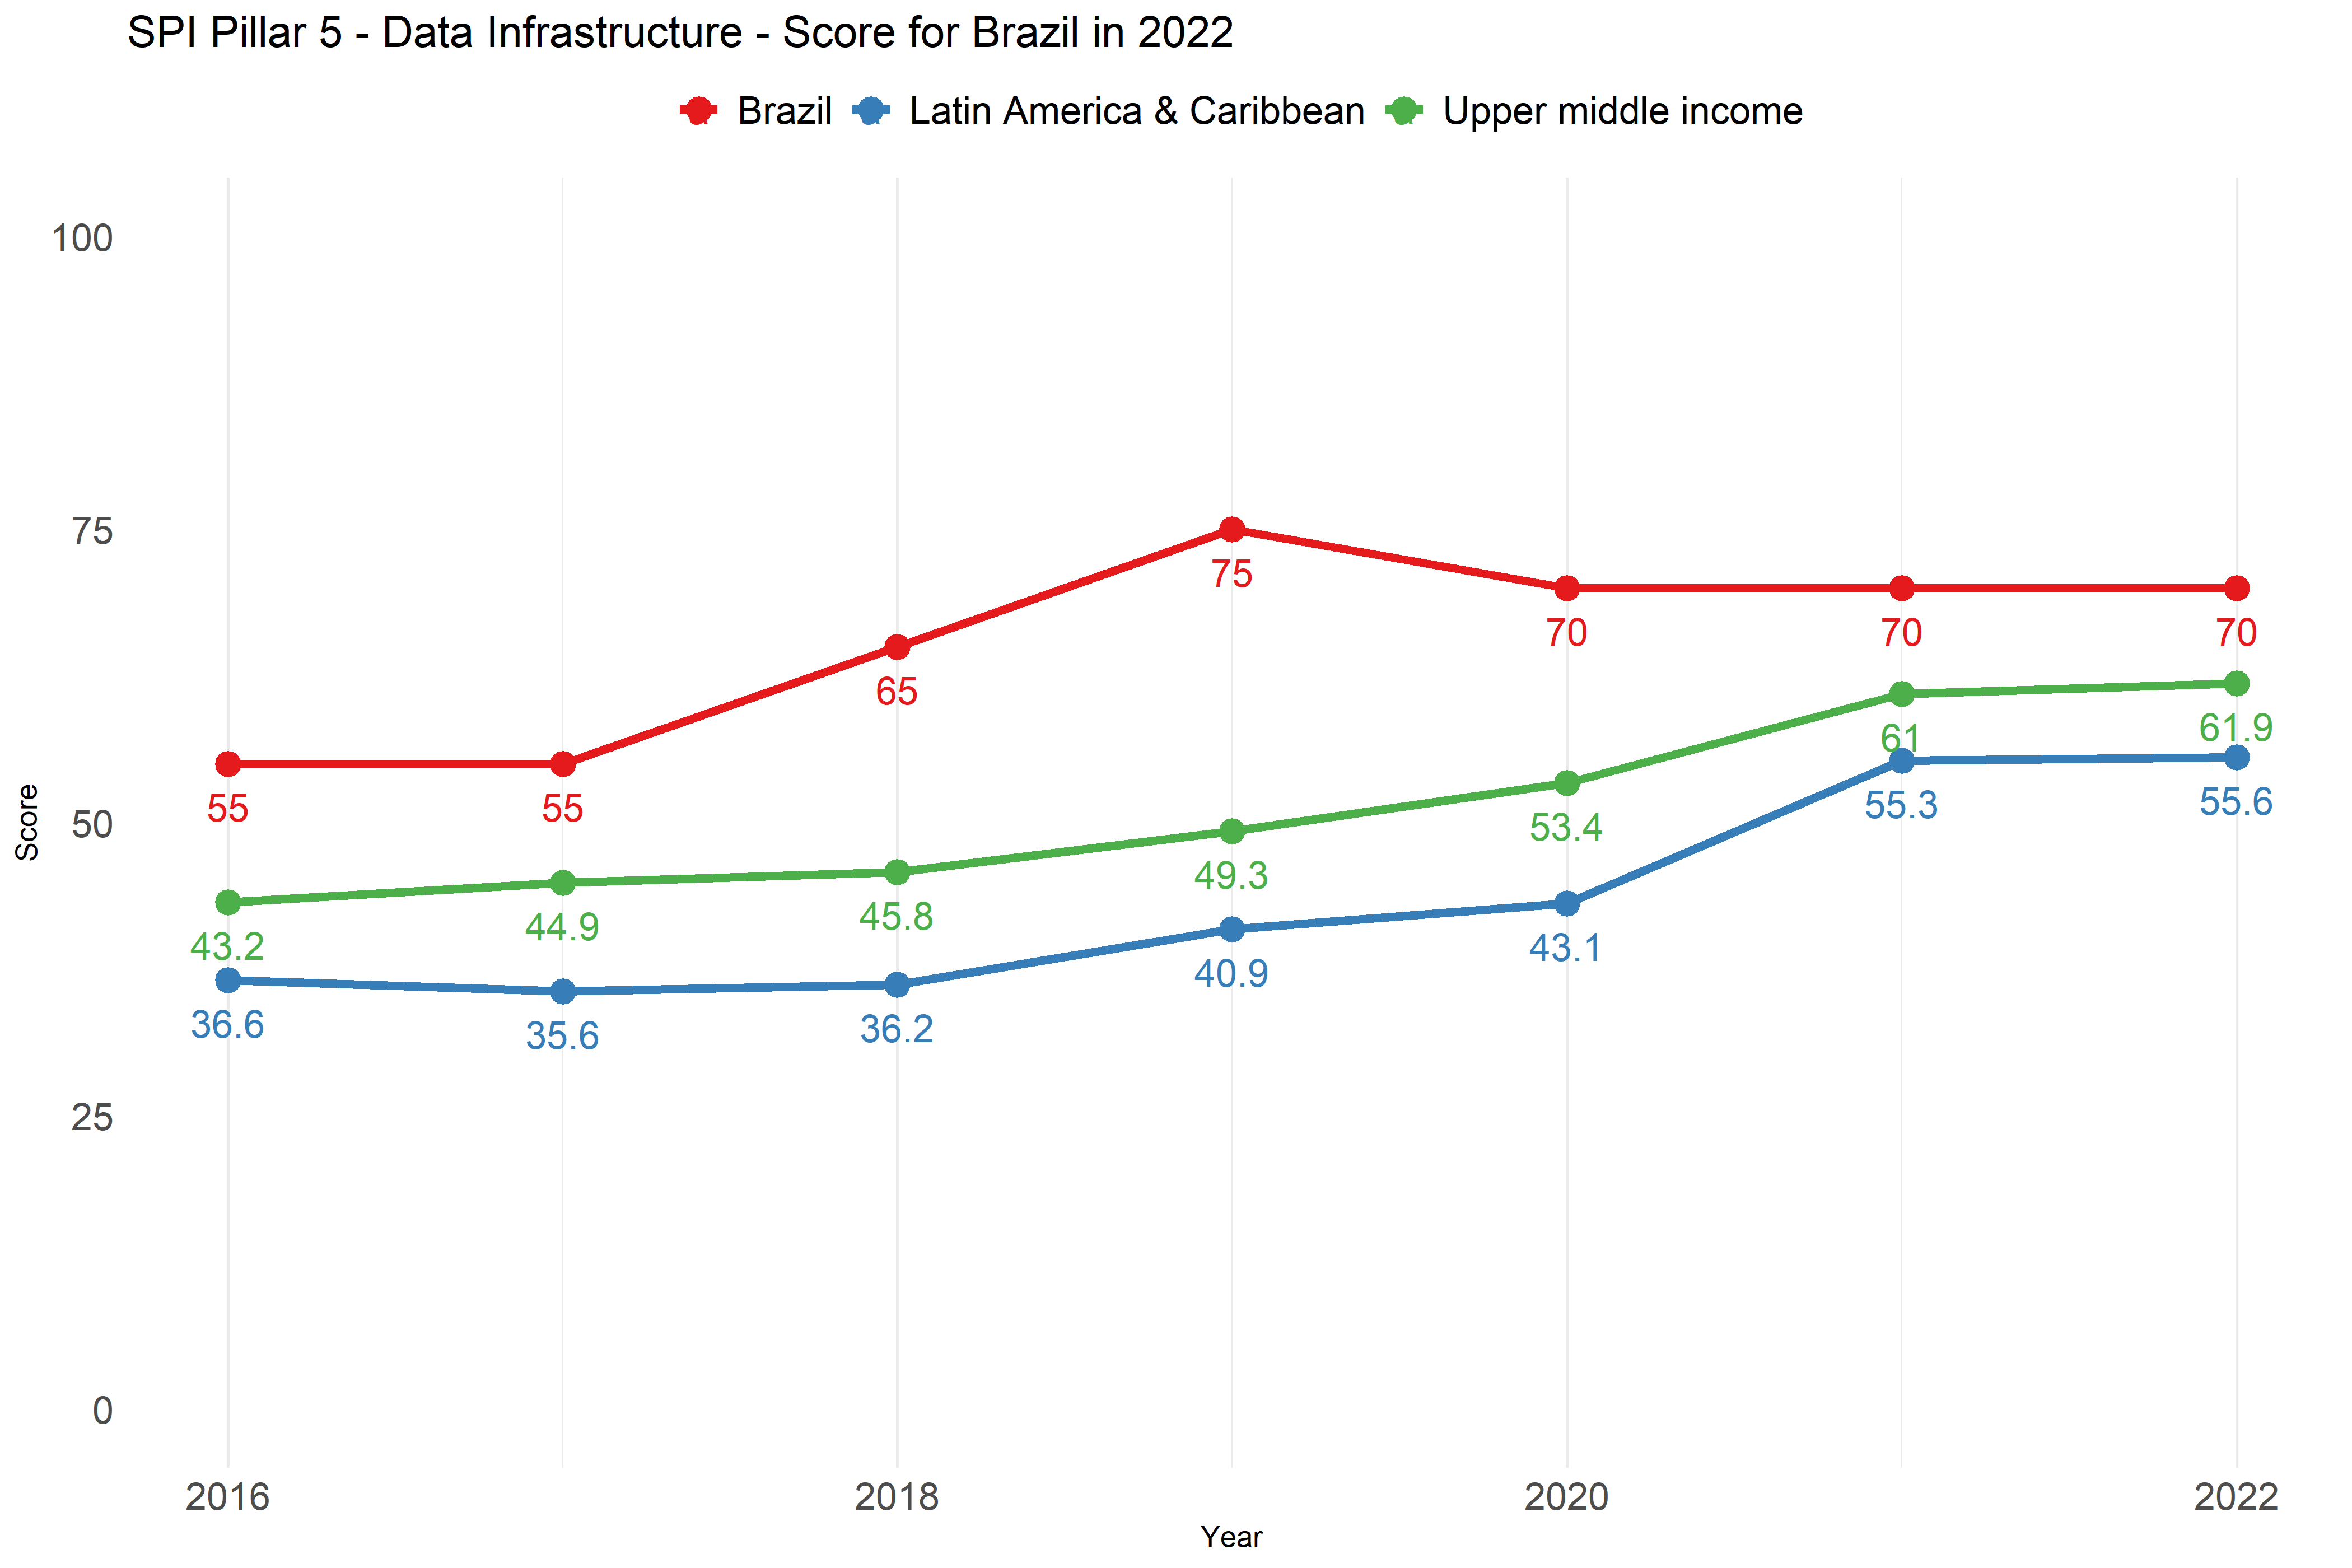 SPI Pillar 5 - Data Infrastructure - Score for Brazil in 2022
Brazil Latin America & Caribbean Upper middle income
100
75
50
25
0
Score
55 55 65 75 70 70 70
43.2 44.9 45.8 49.3 53.4 61 61.9
36.6 35.6 36.2 40.9 43.1 55.3 55.6
2016 2018 2020 2022
Year